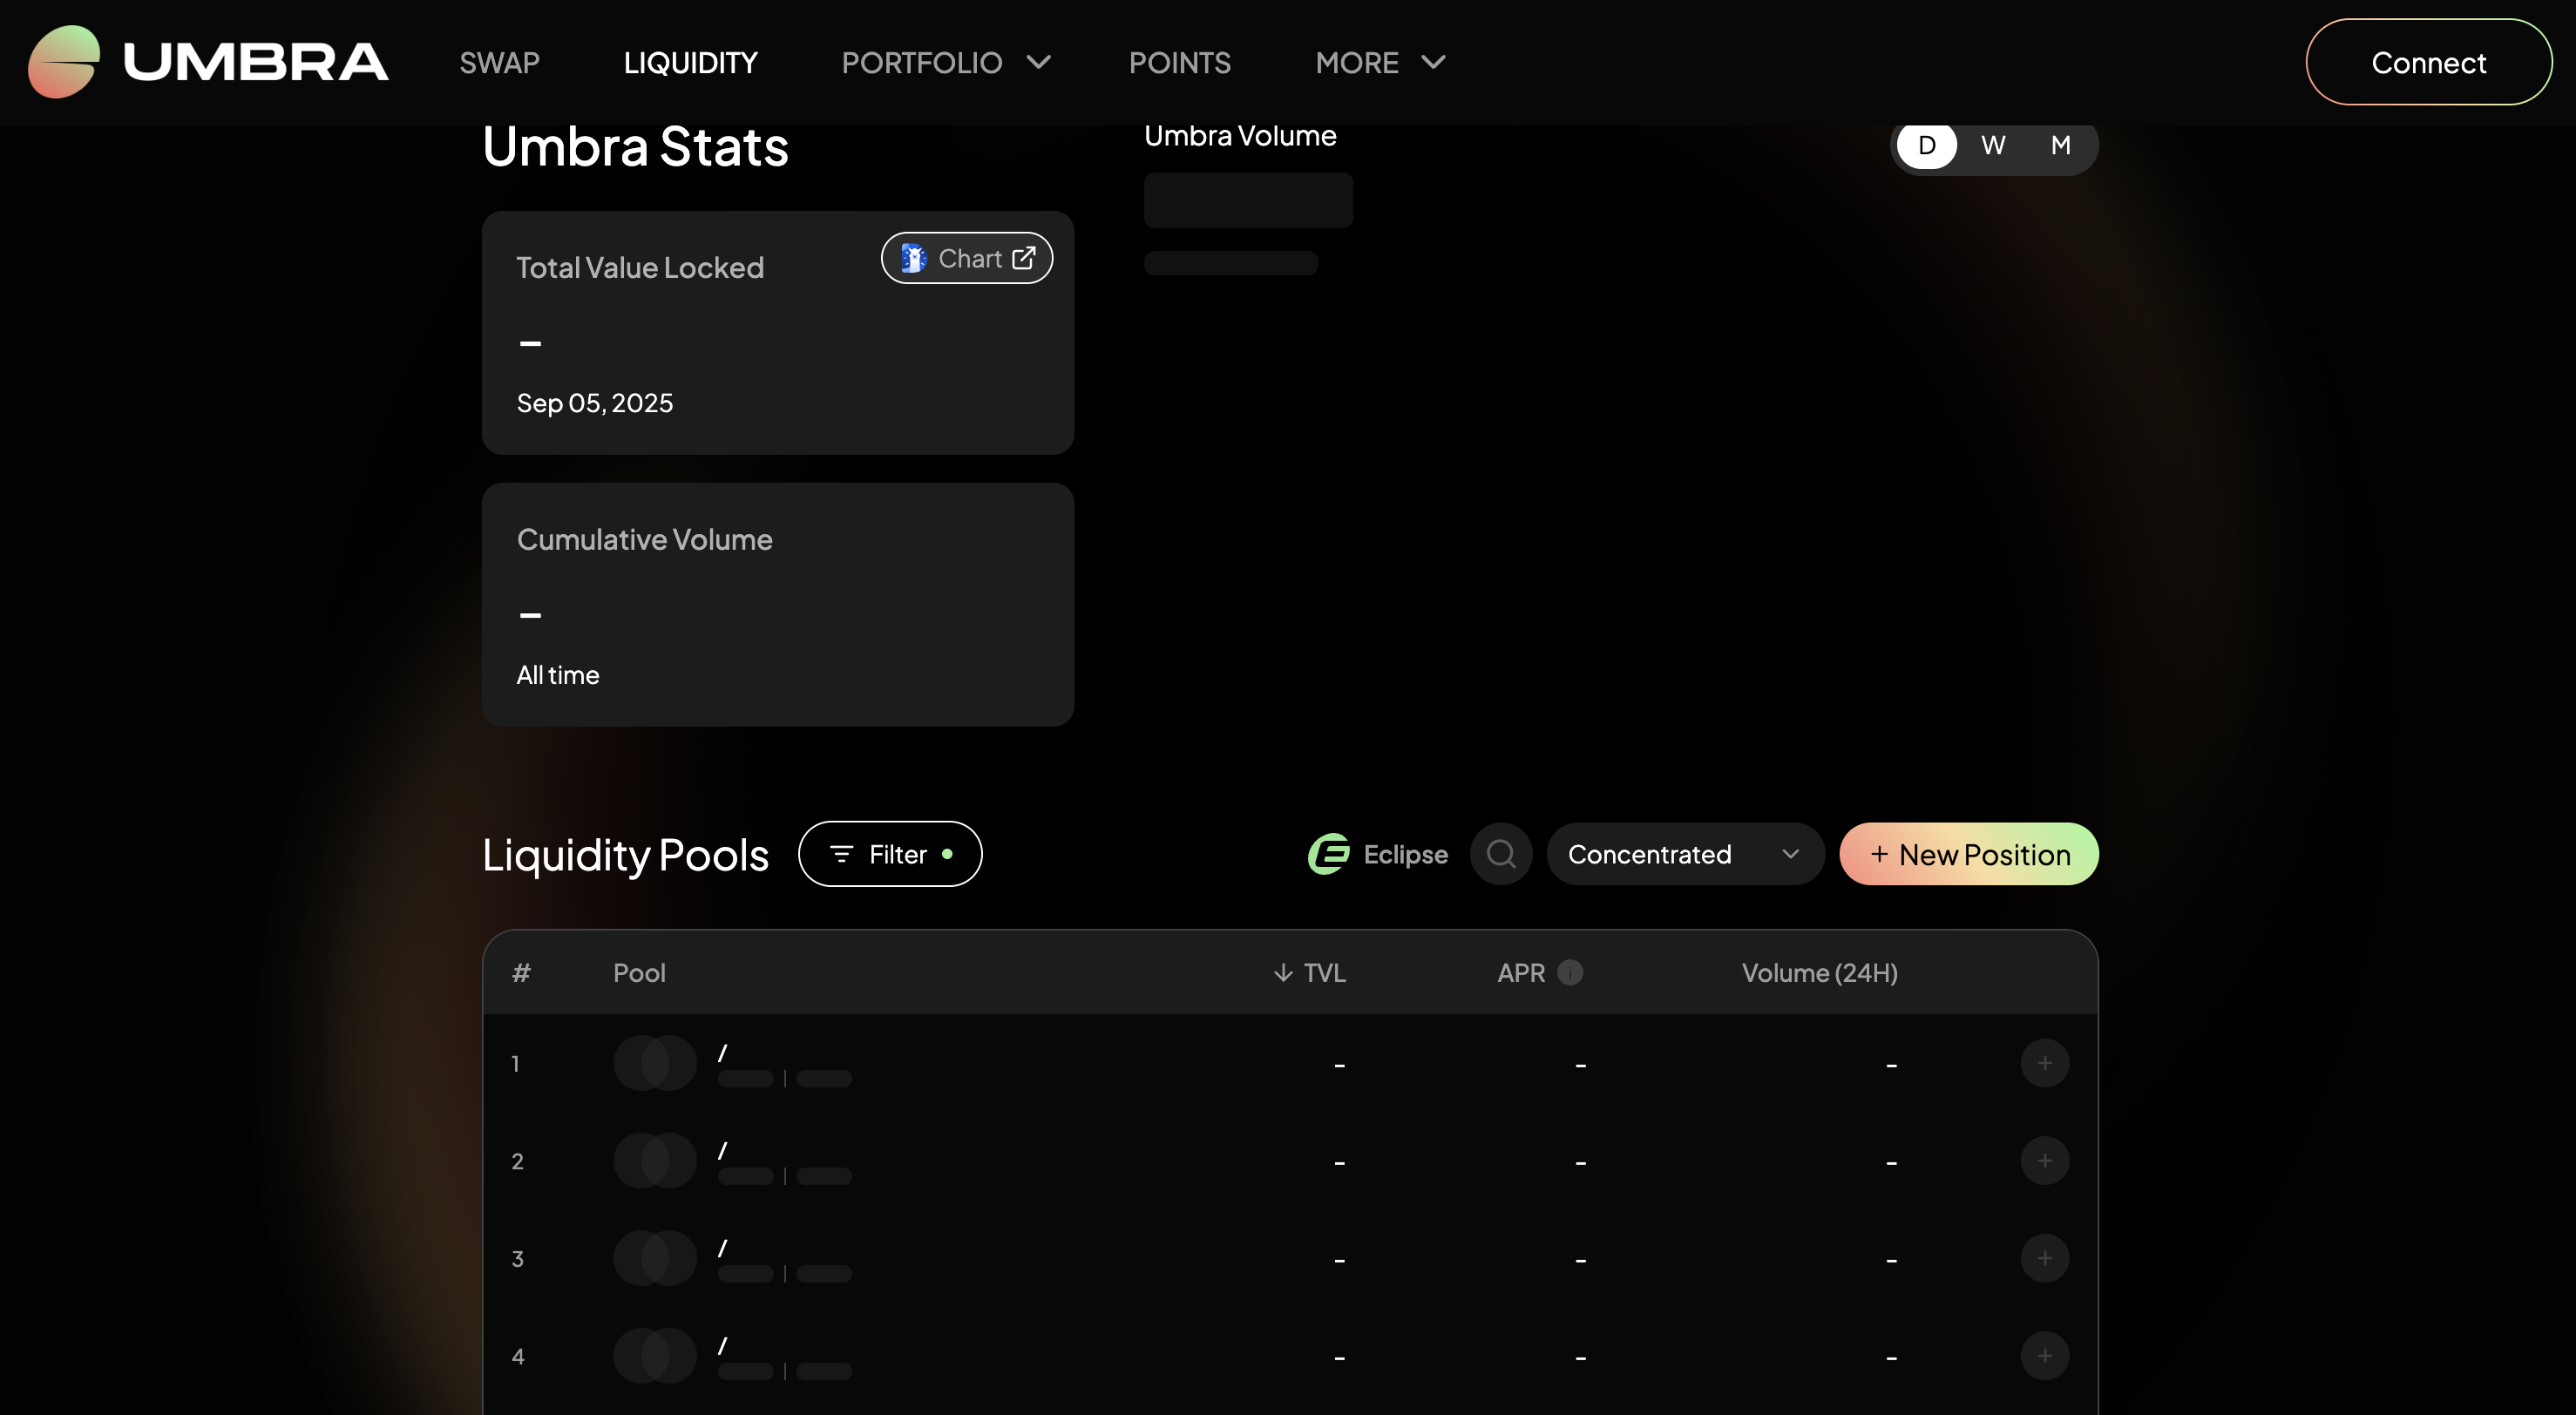 UMBRA
SWAP
LIQUIDITY
PORTFOLIO
POINTS
MORE
Connect
Umbra Stats
Umbra Volume
D W M
Total Value Locked
Chart
–
Sep 05, 2025
Cumulative Volume
–
All time
Liquidity Pools
Filter
Eclipse
Concentrated
+ New Position
# Pool ↓ TVL APR i Volume (24H)
1 / | - - - +
2 / | - - - +
3 / | - - - +
4 / | - - - +